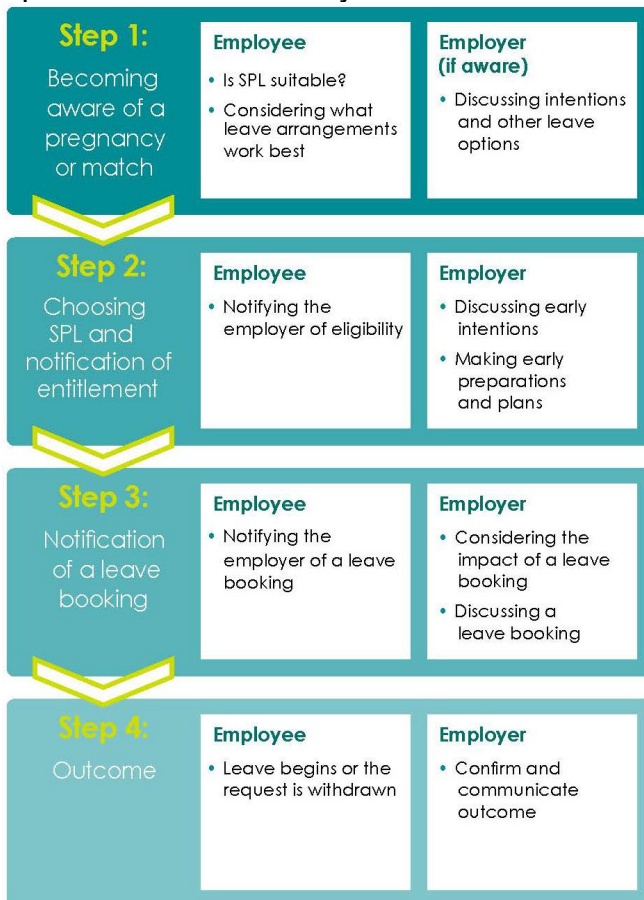 Step 1:
Becoming
aware of a
pregnancy
or match
Employee
• Is SPL suitable?
• Considering what
leave arrangements
work best
Employer
(if aware)
• Discussing intentions
and other leave
options
Step 2:
Choosing
SPL and
notification of
entitlement
Employee
• Notifying the
employer of eligibility
Employer
• Discussing early
intentions
• Making early
preparations
and plans
Step 3:
Notification
of a leave
booking
Employee
• Notifying the
employer of a leave
booking
Employer
• Considering the
impact of a leave
booking
• Discussing a
leave booking
Step 4:
Outcome
Employee
• Leave begins or the
request is withdrawn
Employer
• Confirm and
communicate
outcome